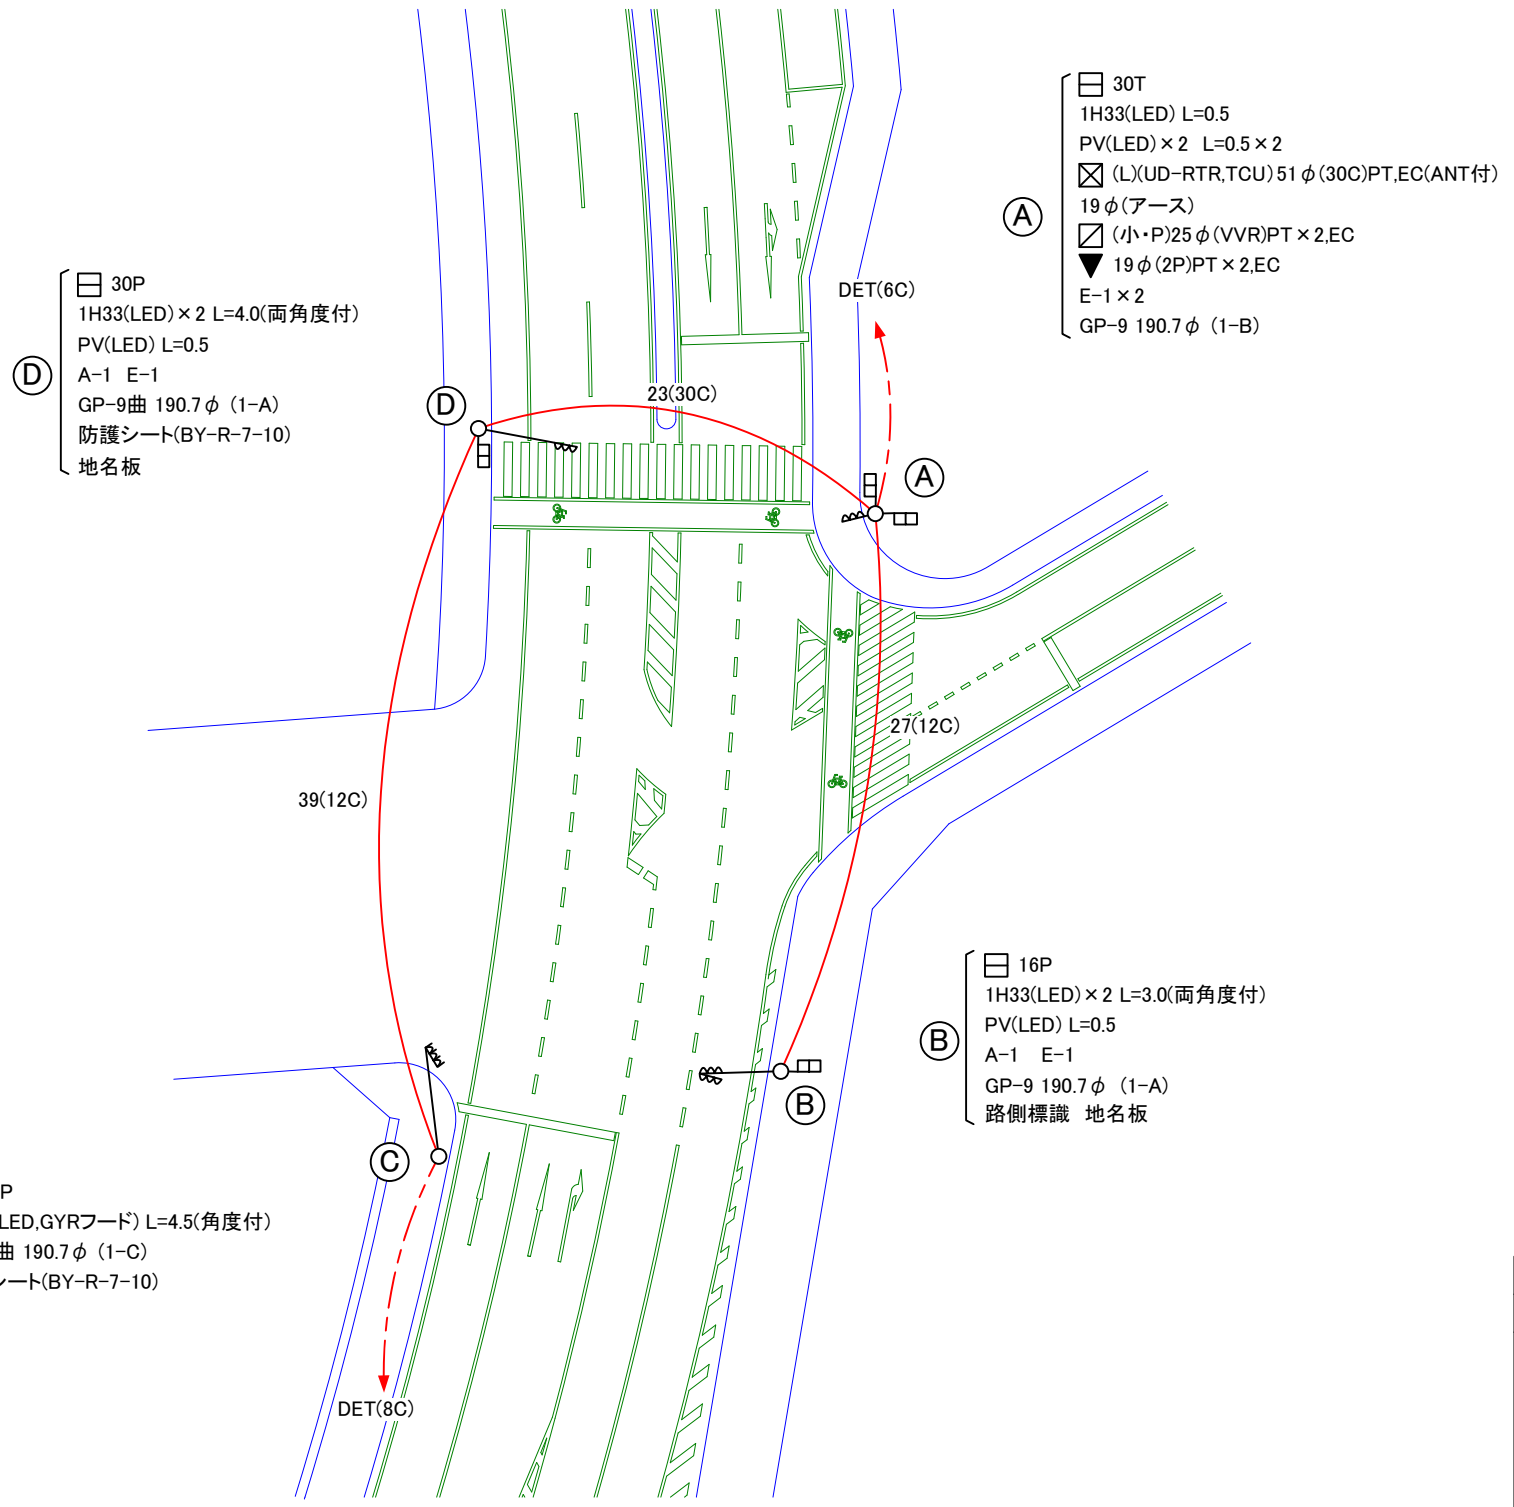 30T
1H33(LED) L=0.5
PV(LED)×2 L=0.5×2
(L)(UD-RTR,TCU)51φ(30C)PT,EC(ANT付)
A
19φ(アース)
(小・P)25φ(VVR)PT×2,EC
19φ(2P)PT×2,EC
E-1×2
GP-9 190.7φ (1-B)
30P
1H33(LED)×2 L=4.0(両角度付)
PV(LED) L=0.5
D
A-1 E-1
GP-9曲 190.7φ (1-A)
防護シート(BY-R-7-10)
地名板
DET(6C)
23(30C)
D
A
27(12C)
39(12C)
16P
1H33(LED)×2 L=3.0(両角度付)
PV(LED) L=0.5
B
A-1 E-1
GP-9 190.7φ (1-A)
路側標識 地名板
B
C
P
LED,GYRフード) L=4.5(角度付)
曲 190.7φ (1-C)
ート(BY-R-7-10)
DET(8C)